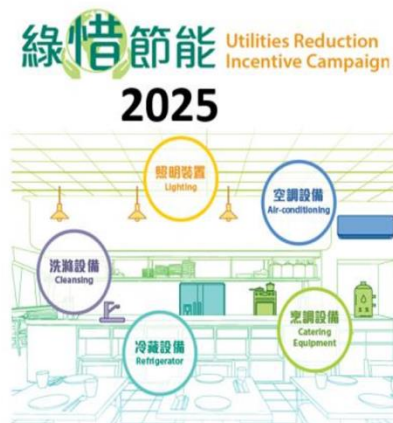 綠惜節能
Utilities Reduction
Incentive Campaign
2025
照明裝置
Lighting
空調設備
Air-conditioning
洗滌設備
Cleansing
冷藏設備
Refrigerator
烹調設備
Catering
Equipment